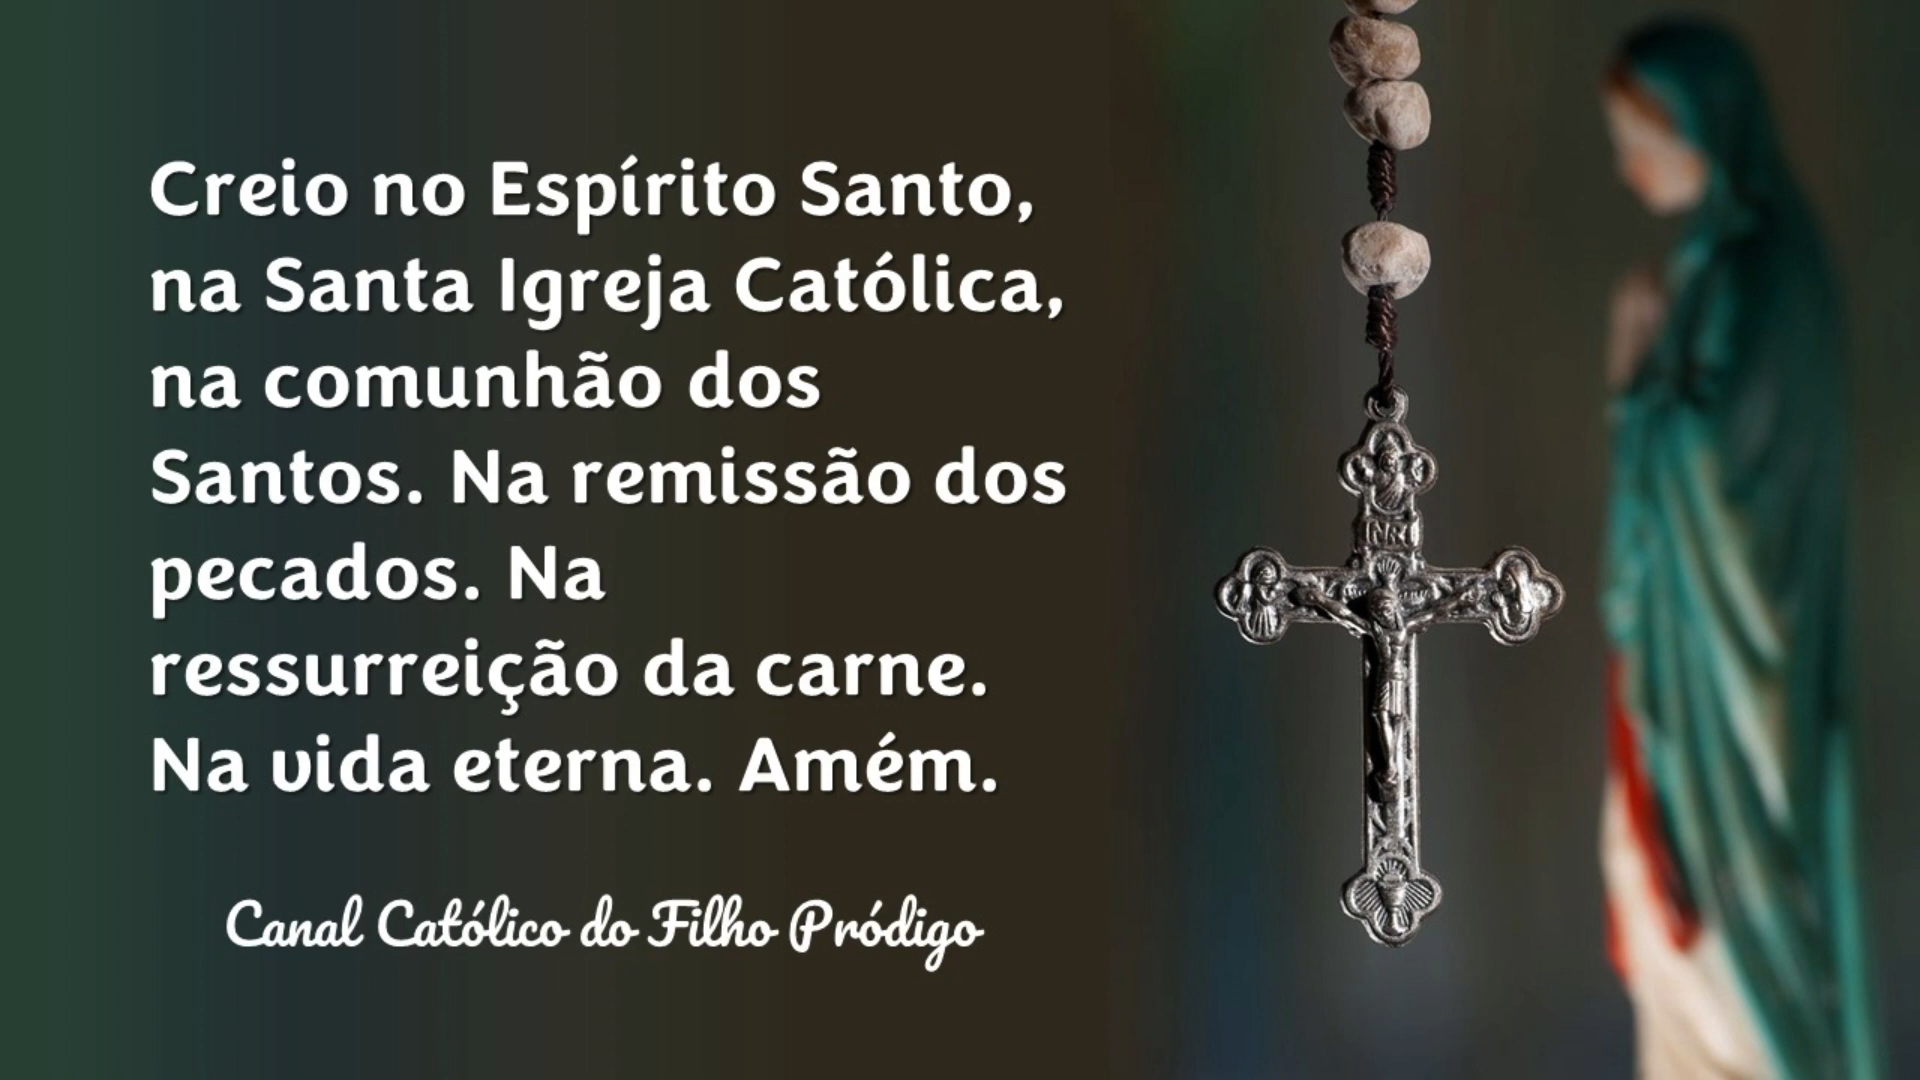 Creio no Espírito Santo,
na Santa Igreja Católica,
na comunhão dos
Santos. Na remissão dos
pecados. Na
ressurreição da carne.
Na vida eterna. Amém.
Canal Católico do Filho Pródigo
INRI